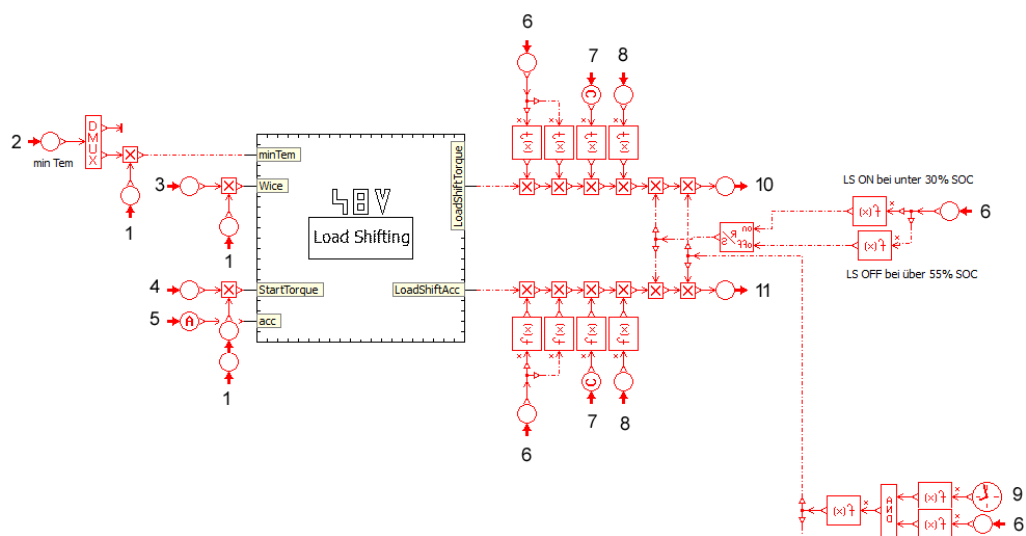 6
7
8
C
x
x
x
x
f(x)
f(x)
f(x)
f(x)
2
min Tem
DMUX
minTem
LoadShiftTorque
3
Wice
48V
Load Shifting
10
LS ON bei unter 30% SOC
1
1
on
off
R/S
f(x)
x
6
f(x)
x
LS OFF bei über 55% SOC
4
StartTorque
LoadShiftAcc
11
5
A
acc
f(x)
f(x)
f(x)
f(x)
x
x
x
x
1
C
7
8
6
f(x)
x
AND
f(x)
x
9
f(x)
x
6